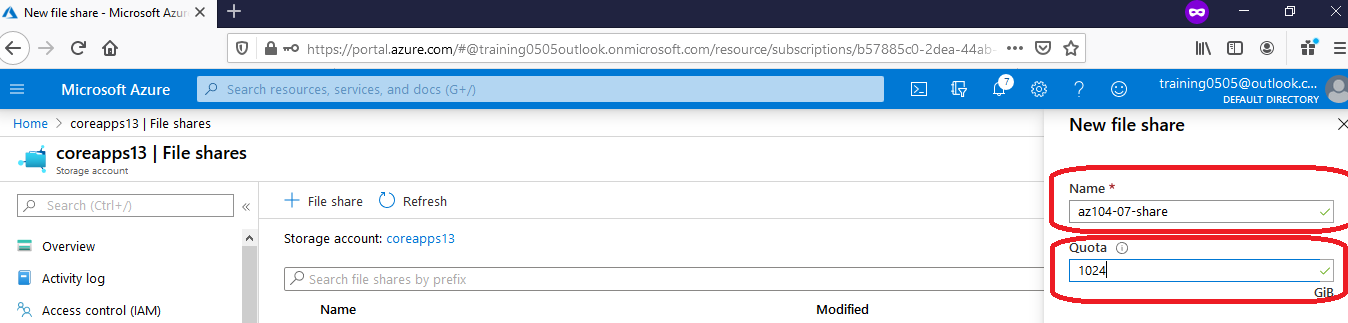 New file share - Microsoft Azu
https://portal.azure.com/#@training0505outlook.onmicrosoft.com/resource/subscriptions/b57885c0-2dea-44ab-
Microsoft Azure
Search resources, services, and docs (G+/)
7
training0505@outlook.c...
DEFAULT DIRECTORY
Home > coreapps13 | File shares
coreapps13 | File shares
Storage account
Search (Ctrl+/)
«
Overview
Activity log
Access control (IAM)
+ File share
Refresh
Storage account: coreapps13
Search file shares by prefix
Name
Modified
New file share
Name *
az104-07-share
Quota
1024
GiB